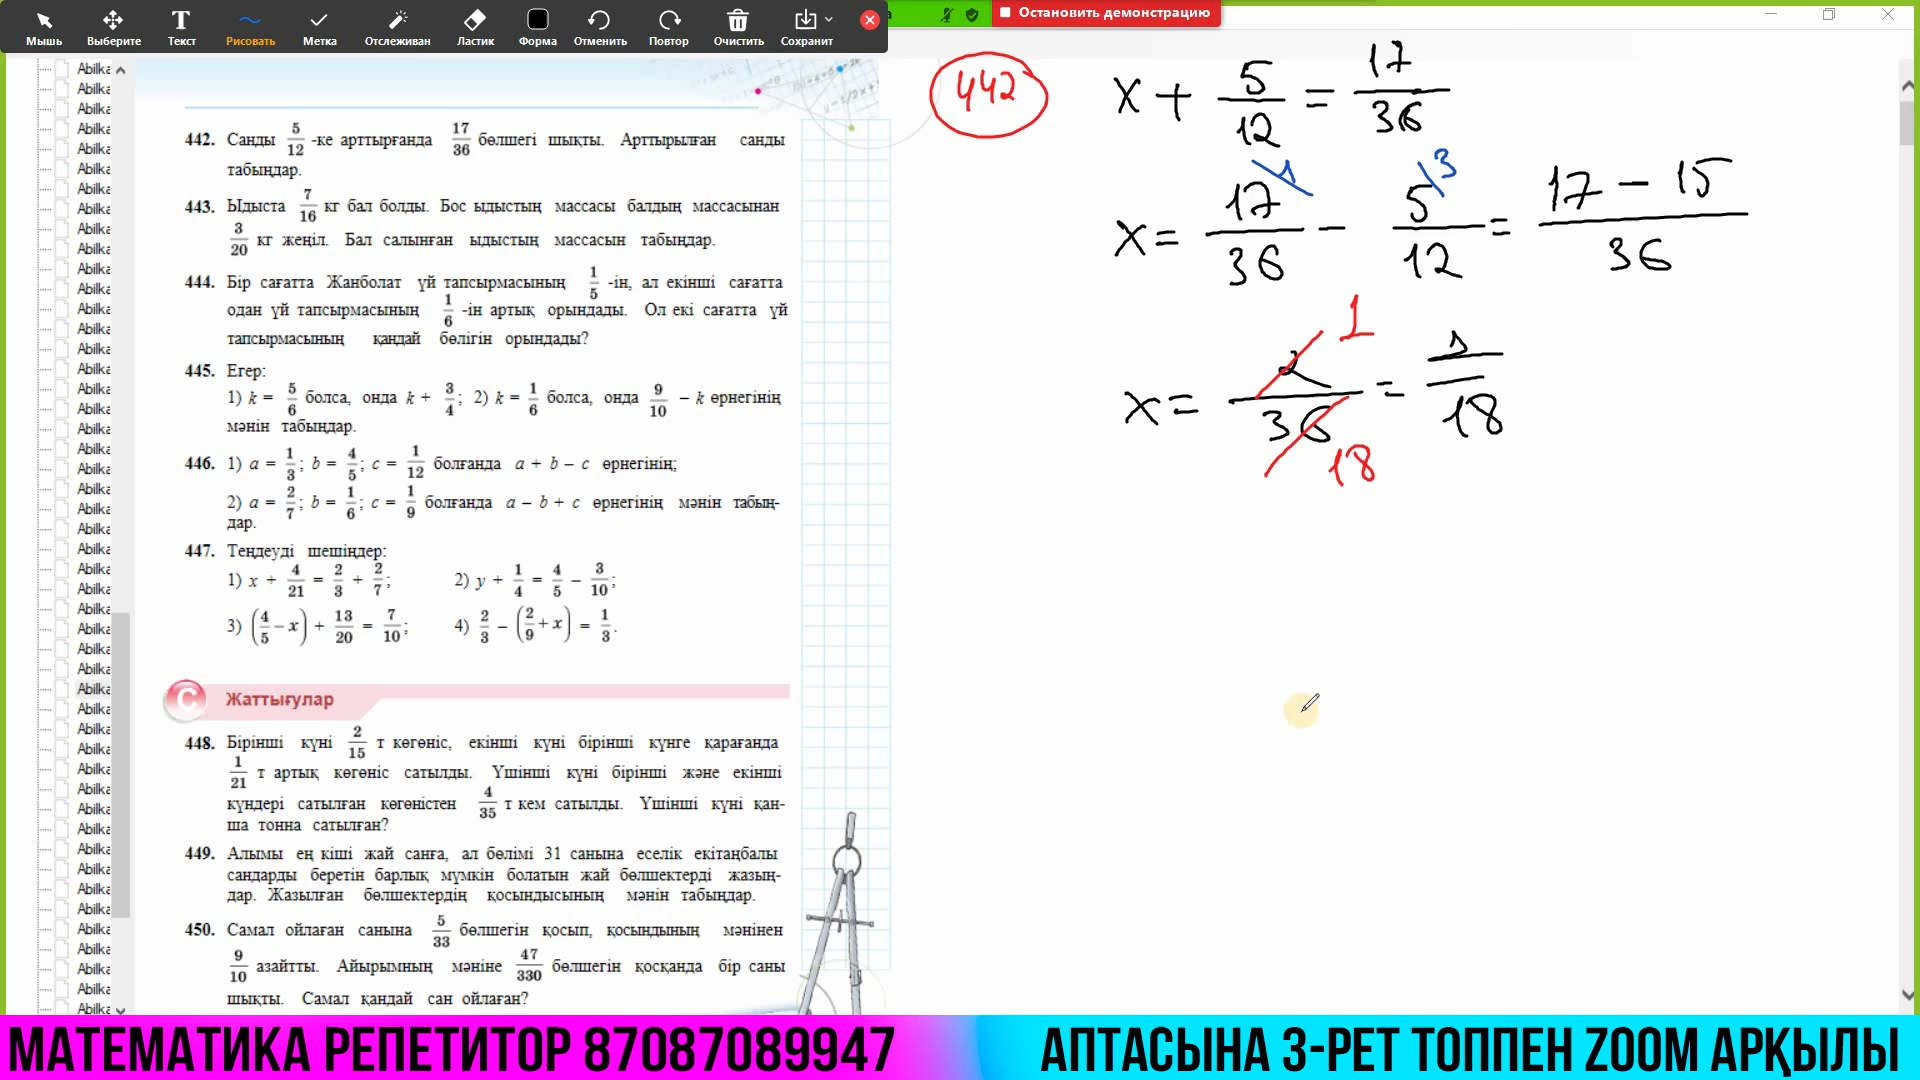 Мышь Выберите Текст Рисовать Метка Отслеживан Ластик Форма Отменить Повтор Очистить Сохранит
Остановить демонстрацию
Abilka
442. Санды 5/12 -ке арттырғанда 17/36 бөлшегі шықты. Арттырылған санды
табыңдар.
443. Ыдыста 7/16 кг бал болды. Бос ыдыстың массасы балдың массасынан
3/20 кг жеңіл. Бал салынған ыдыстың массасын табыңдар.
444. Бір сағатта Жанболат үй тапсырмасының 1/5 -ін, ал екінші сағатта
одан үй тапсырмасының 1/6 -ін артық орындады. Ол екі сағатта үй
тапсырмасының қандай бөлігін орындады?
445. Егер:
1) k = 5/6 болса, онда k + 3/4; 2) k = 1/6 болса, онда 9/10 – k өрнегінің
мәнін табыңдар.
446. 1) a = 1/3; b = 4/5; c = 1/12 болғанда a + b – c өрнегінің;
2) a = 2/7; b = 1/6; c = 1/9 болғанда a – b + c өрнегінің мәнін табың-
дар.
447. Теңдеуді шешіңдер:
1) x + 4/21 = 2/3 + 2/7; 2) y + 1/4 = 4/5 – 3/10;
3) (4/5 – x) + 13/20 = 7/10; 4) 2/3 – (2/9 + x) = 1/3.
C Жаттығулар
448. Бірінші күні 2/15 т көгөніс, екінші күні бірінші күнге қарағанда
1/21 т артық көгөніс сатылды. Үшінші күні бірінші және екінші
күндері сатылған көгөністен 4/35 т кем сатылды. Үшінші күні қан-
ша тонна сатылған?
449. Алымы ең кіші жай санға, ал бөлімі 31 санына еселік екітаңбалы
сандарды беретін барлық мүмкін болатын жай бөлшектерді жазың-
дар. Жазылған бөлшектердің қосындысының мәнін табыңдар.
450. Самал ойлаған санына 5/33 бөлшегін қосып, қосындының мәнінен
9/10 азайтты. Айырымның мәніне 47/330 бөлшегін қосқанда бір саны
шықты. Самал қандай сан ойлаған?
442
x + 5/12 = 17/36
x = 17/36 \1 – 5/12 \3 = 17 – 15/36
x = 2/36 = 1/18
1
18
МАТЕМАТИКА РЕПЕТИТОР 87087089947
АПТАСЫНА 3-РЕТ ТОППЕН ZOOM АРҚЫЛЫ